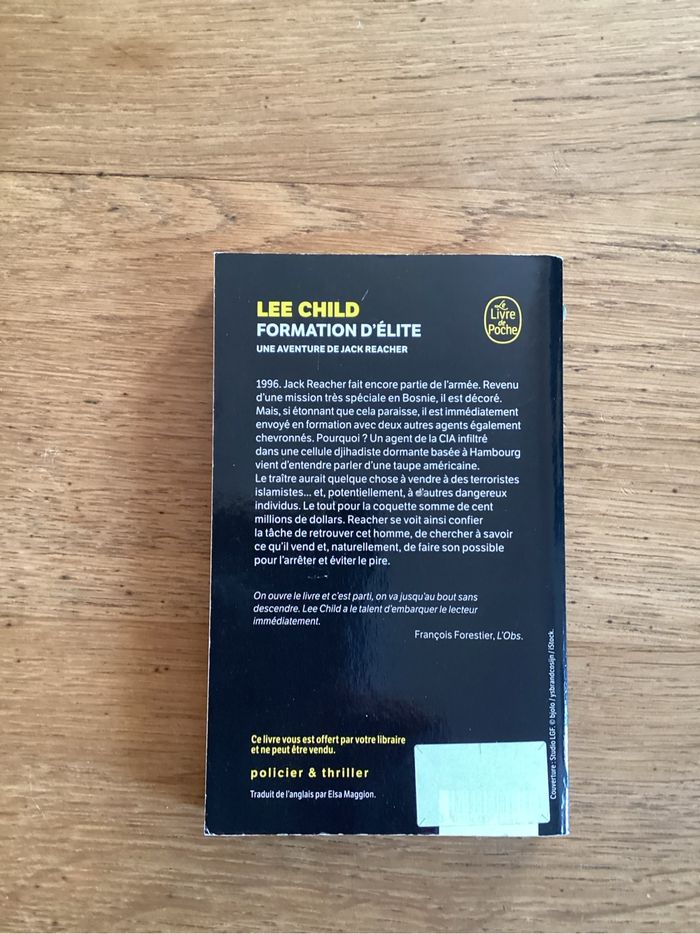 LEE CHILD
FORMATION D'ÉLITE
UNE AVENTURE DE JACK REACHER
Le
Livre
de
Poche
1996. Jack Reacher fait encore partie de l'armée. Revenu
d'une mission très spéciale en Bosnie, il est décoré.
Mais, si étonnant que cela paraisse, il est immédiatement
envoyé en formation avec deux autres agents également
chevronnés. Pourquoi ? Un agent de la CIA infiltré
dans une cellule djihadiste dormante basée à Hambourg
vient d'entendre parler d'une taupe américaine.
Le traître aurait quelque chose à vendre à des terroristes
islamistes... et, potentiellement, à d'autres dangereux
individus. Le tout pour la coquette somme de cent
millions de dollars. Reacher se voit ainsi confier
la tâche de retrouver cet homme, de chercher à savoir
ce qu'il vend et, naturellement, de faire son possible
pour l'arrêter et éviter le pire.
On ouvre le livre et c'est parti, on va jusqu'au bout sans
descendre. Lee Child a le talent d'embarquer le lecteur
immédiatement.
François Forestier, L'Obs.
Ce livre vous est offert par votre libraire
et ne peut être vendu.
policier & thriller
Traduit de l'anglais par Elsa Maggion.
Couverture : Studio LGF. © bjolo / ysbrandcosijn / iStock.